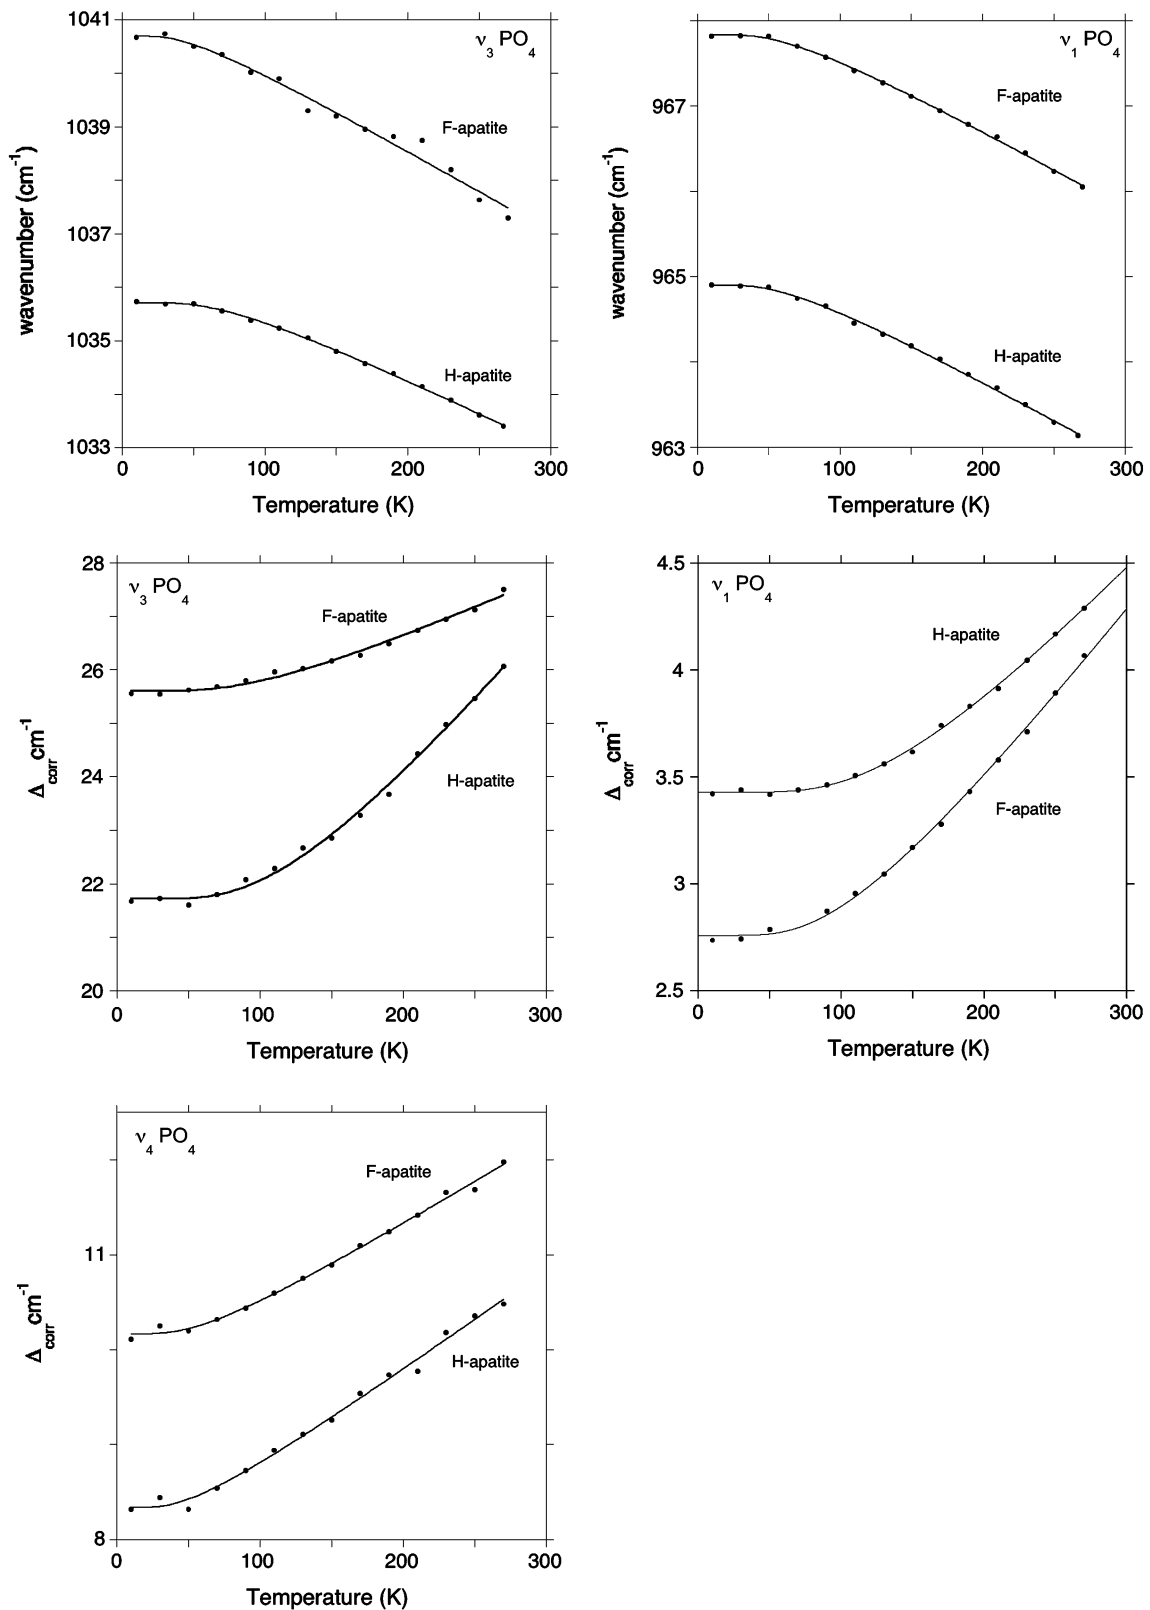 ν3 PO4
1041
1039
1037
1035
1033
wavenumber (cm-1)
F-apatite
H-apatite
0 100 200 300
Temperature (K)
ν1 PO4
967
965
963
wavenumber (cm-1)
F-apatite
H-apatite
0 100 200 300
Temperature (K)
ν3 PO4
28
26
24
22
20
Δcorr cm-1
F-apatite
H-apatite
0 100 200 300
Temperature (K)
ν1 PO4
4.5
4
3.5
3
2.5
Δcorr cm-1
H-apatite
F-apatite
0 100 200 300
Temperature (K)
ν4 PO4
11
8
Δcorr cm-1
F-apatite
H-apatite
0 100 200 300
Temperature (K)